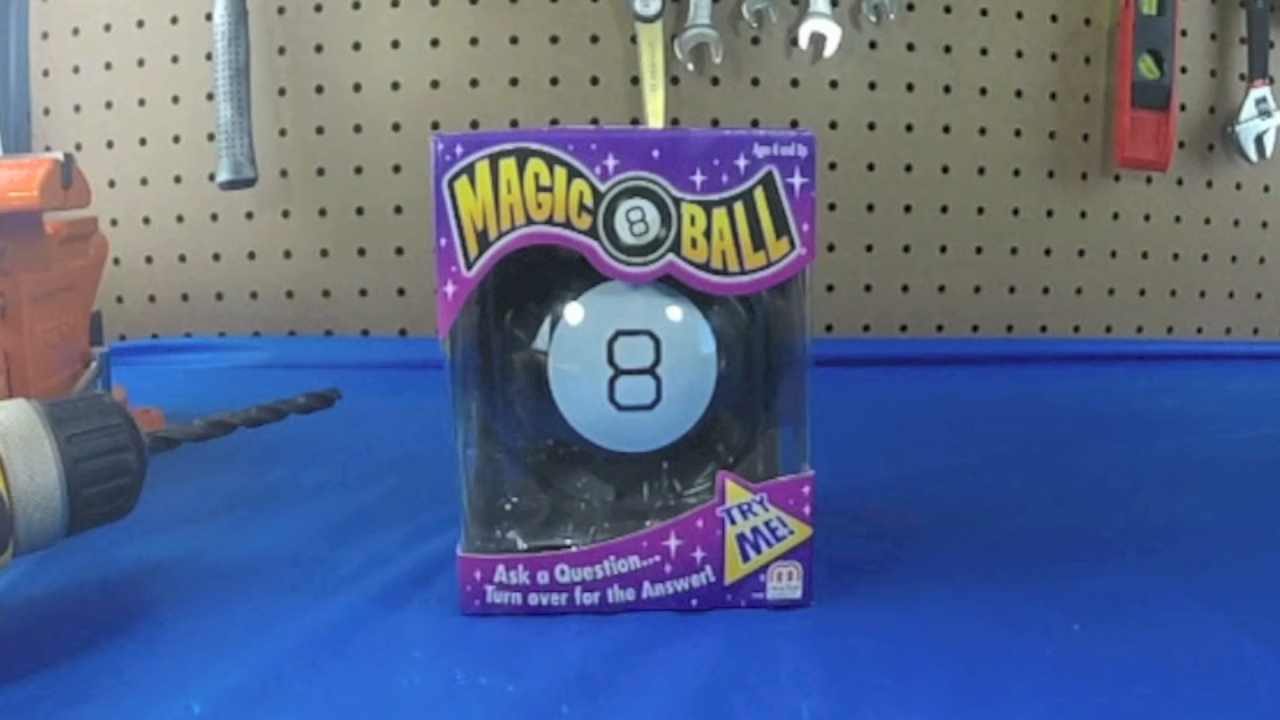 Ages 6 and Up
MAGIC 8 BALL
8
TRY
ME!
Ask a Question...
Turn over for the Answer!